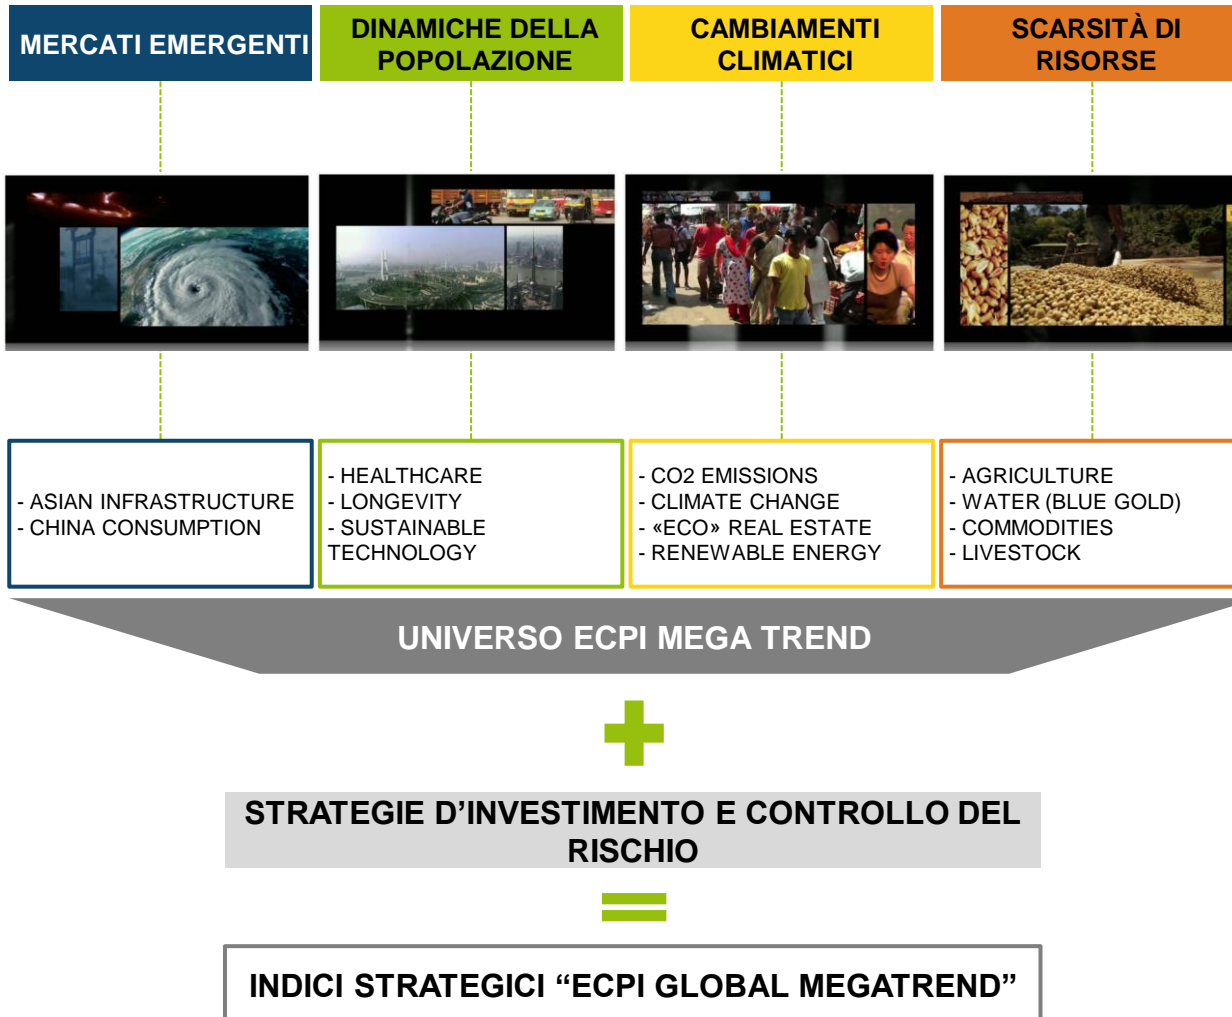 MERCATI EMERGENTI
DINAMICHE DELLA
POPOLAZIONE
CAMBIAMENTI
CLIMATICI
SCARSITÀ DI
RISORSE
- ASIAN INFRASTRUCTURE
- CHINA CONSUMPTION
- HEALTHCARE
- LONGEVITY
- SUSTAINABLE
TECHNOLOGY
- CO2 EMISSIONS
- CLIMATE CHANGE
- «ECO» REAL ESTATE
- RENEWABLE ENERGY
- AGRICULTURE
- WATER (BLUE GOLD)
- COMMODITIES
- LIVESTOCK
UNIVERSO ECPI MEGA TREND
+
STRATEGIE D’INVESTIMENTO E CONTROLLO DEL
RISCHIO
=
INDICI STRATEGICI “ECPI GLOBAL MEGATREND”